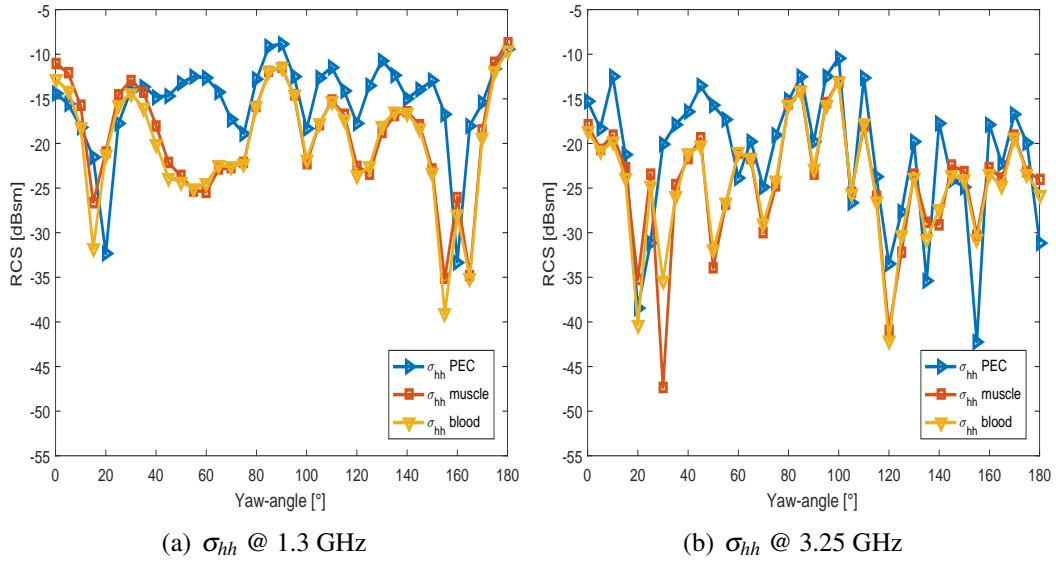 -5
-10
-15
-20
-25
-30
-35
-40
-45
-50
-55
RCS [dBsm]
0 20 40 60 80 100 120 140 160 180
Yaw-angle [°]
σhh PEC
σhh muscle
σhh blood
(a) σhh @ 1.3 GHz
-5
-10
-15
-20
-25
-30
-35
-40
-45
-50
-55
RCS [dBsm]
0 20 40 60 80 100 120 140 160 180
Yaw-angle [°]
σhh PEC
σhh muscle
σhh blood
(b) σhh @ 3.25 GHz